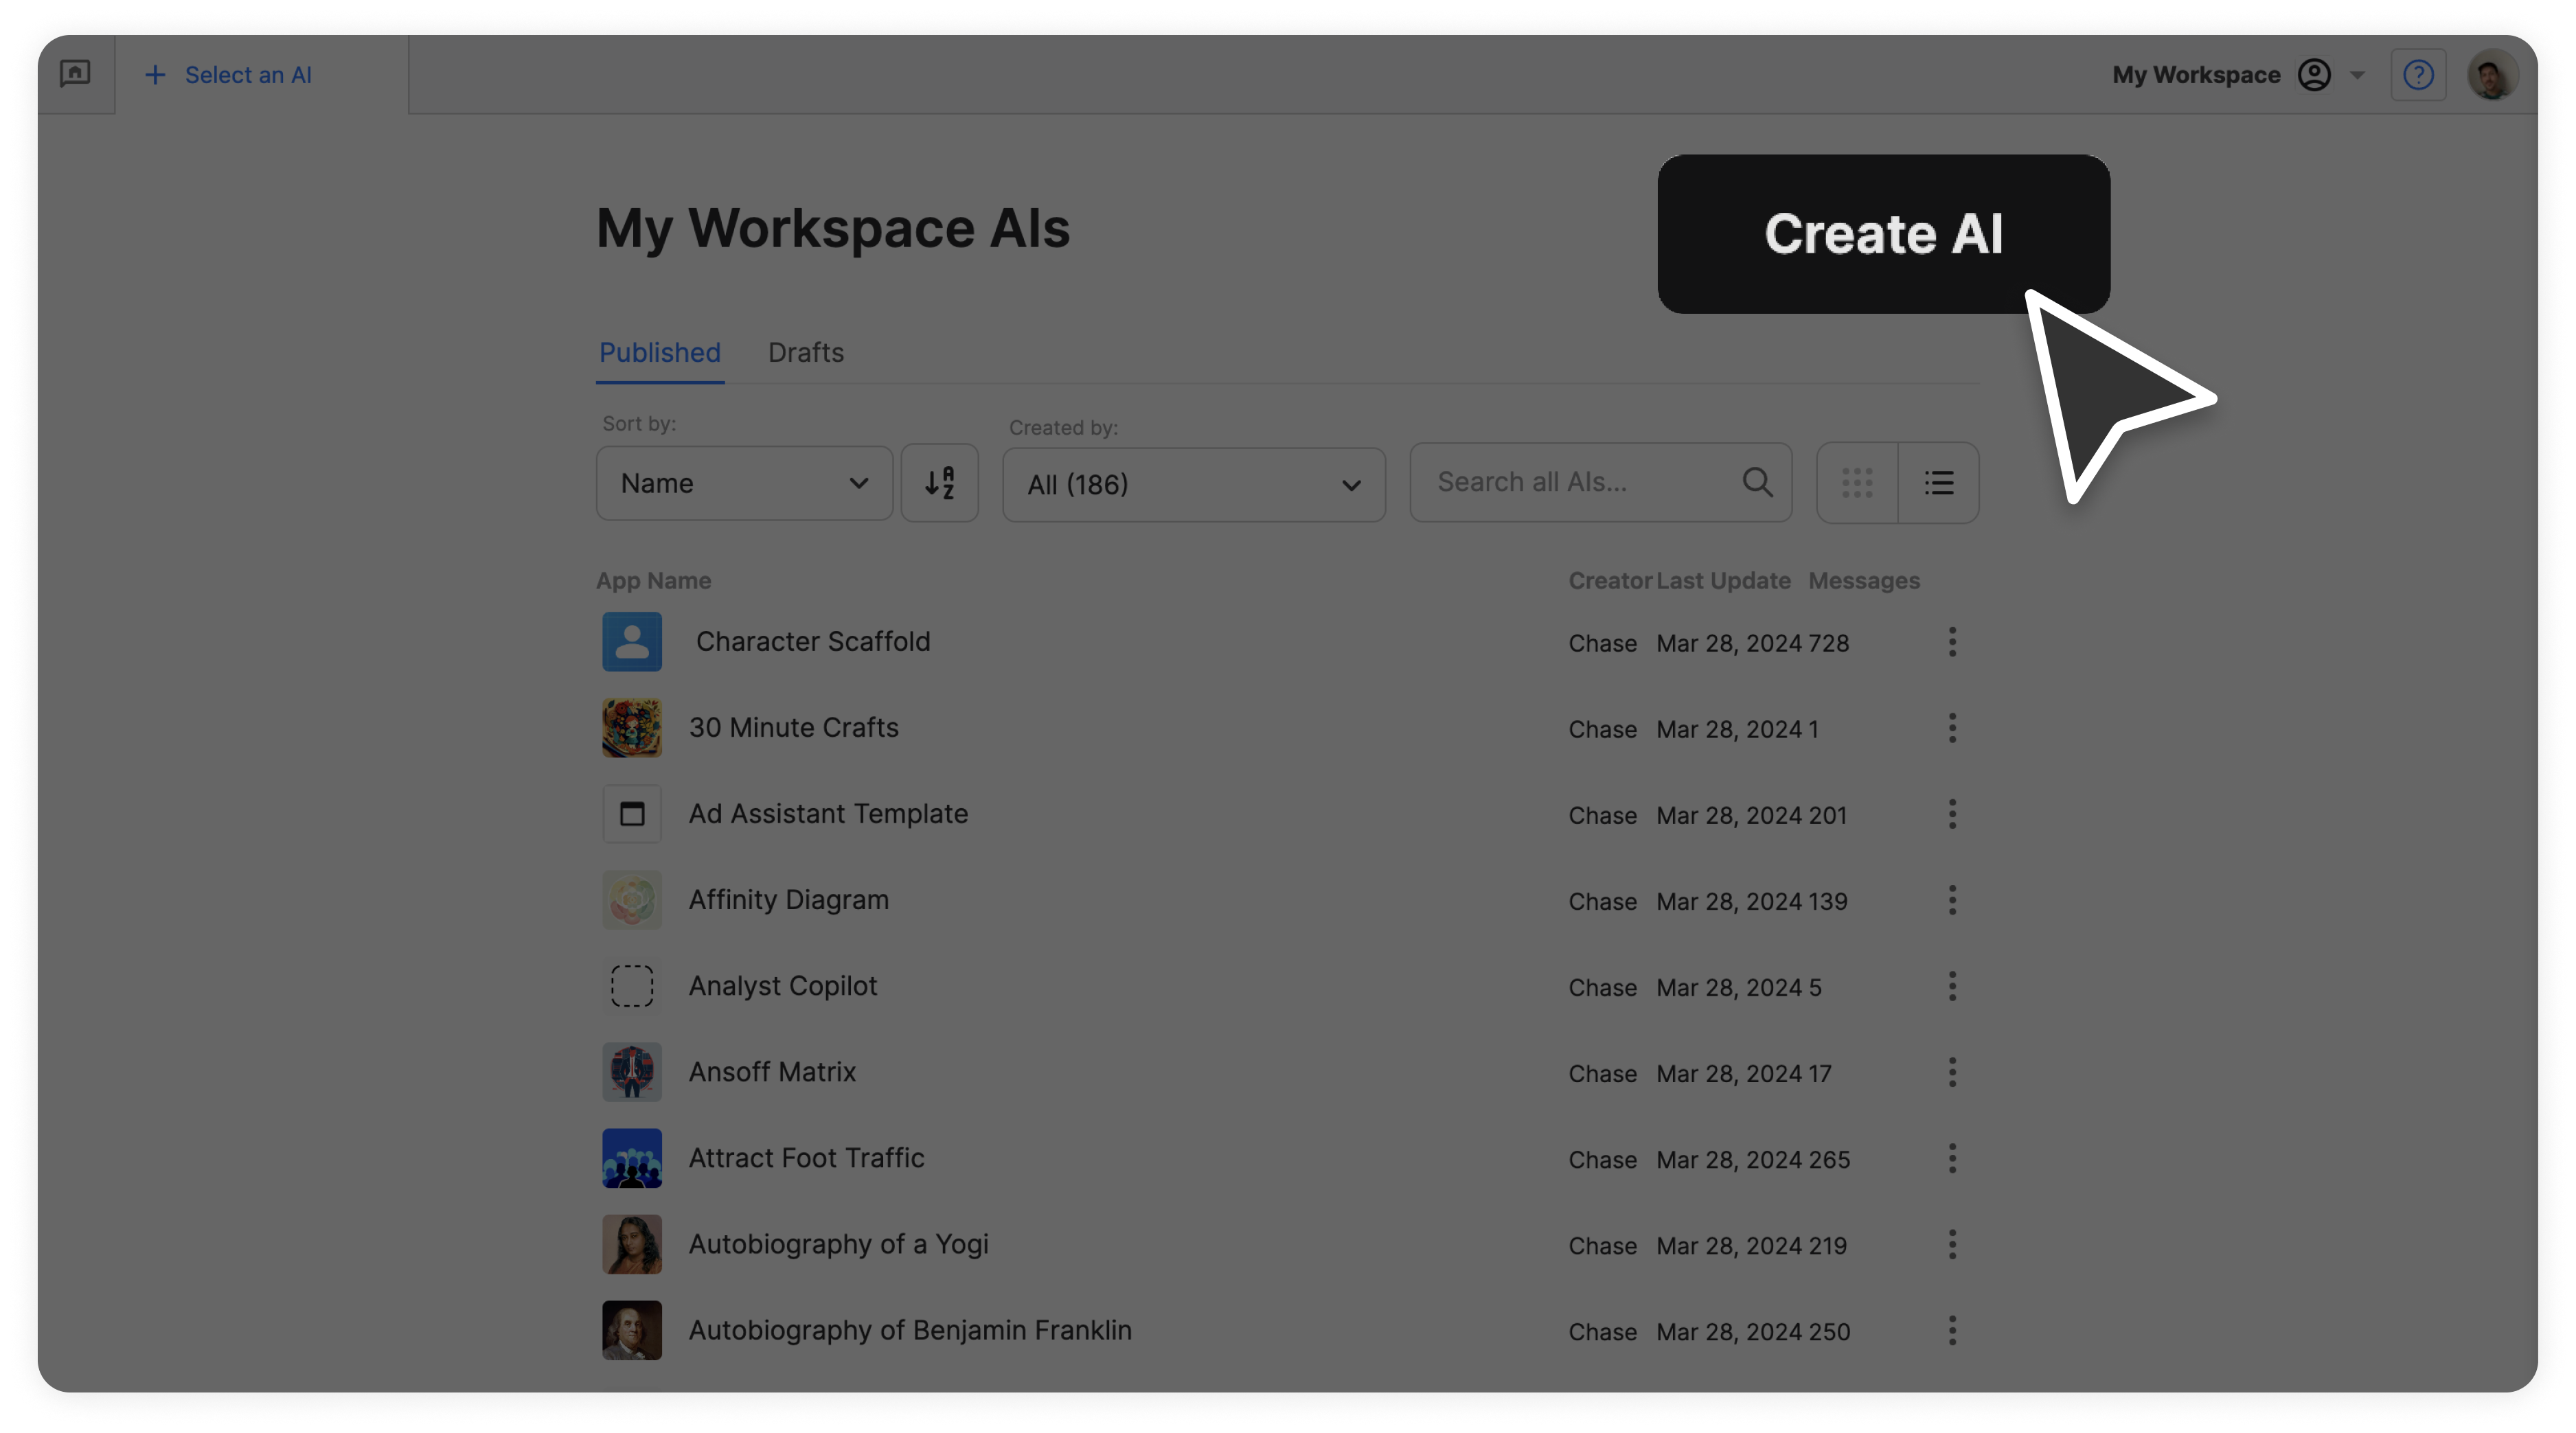 Select an AI
My Workspace
?
My Workspace AIs
Create AI
Published Drafts
Sort by:
Created by:
Name
A
Z
All (186)
Search all AIs...
App Name Creator Last Update Messages
Character Scaffold Chase Mar 28, 2024 728
30 Minute Crafts Chase Mar 28, 2024 1
Ad Assistant Template Chase Mar 28, 2024 201
Affinity Diagram Chase Mar 28, 2024 139
Analyst Copilot Chase Mar 28, 2024 5
Ansoff Matrix Chase Mar 28, 2024 17
Attract Foot Traffic Chase Mar 28, 2024 265
Autobiography of a Yogi Chase Mar 28, 2024 219
Autobiography of Benjamin Franklin Chase Mar 28, 2024 250